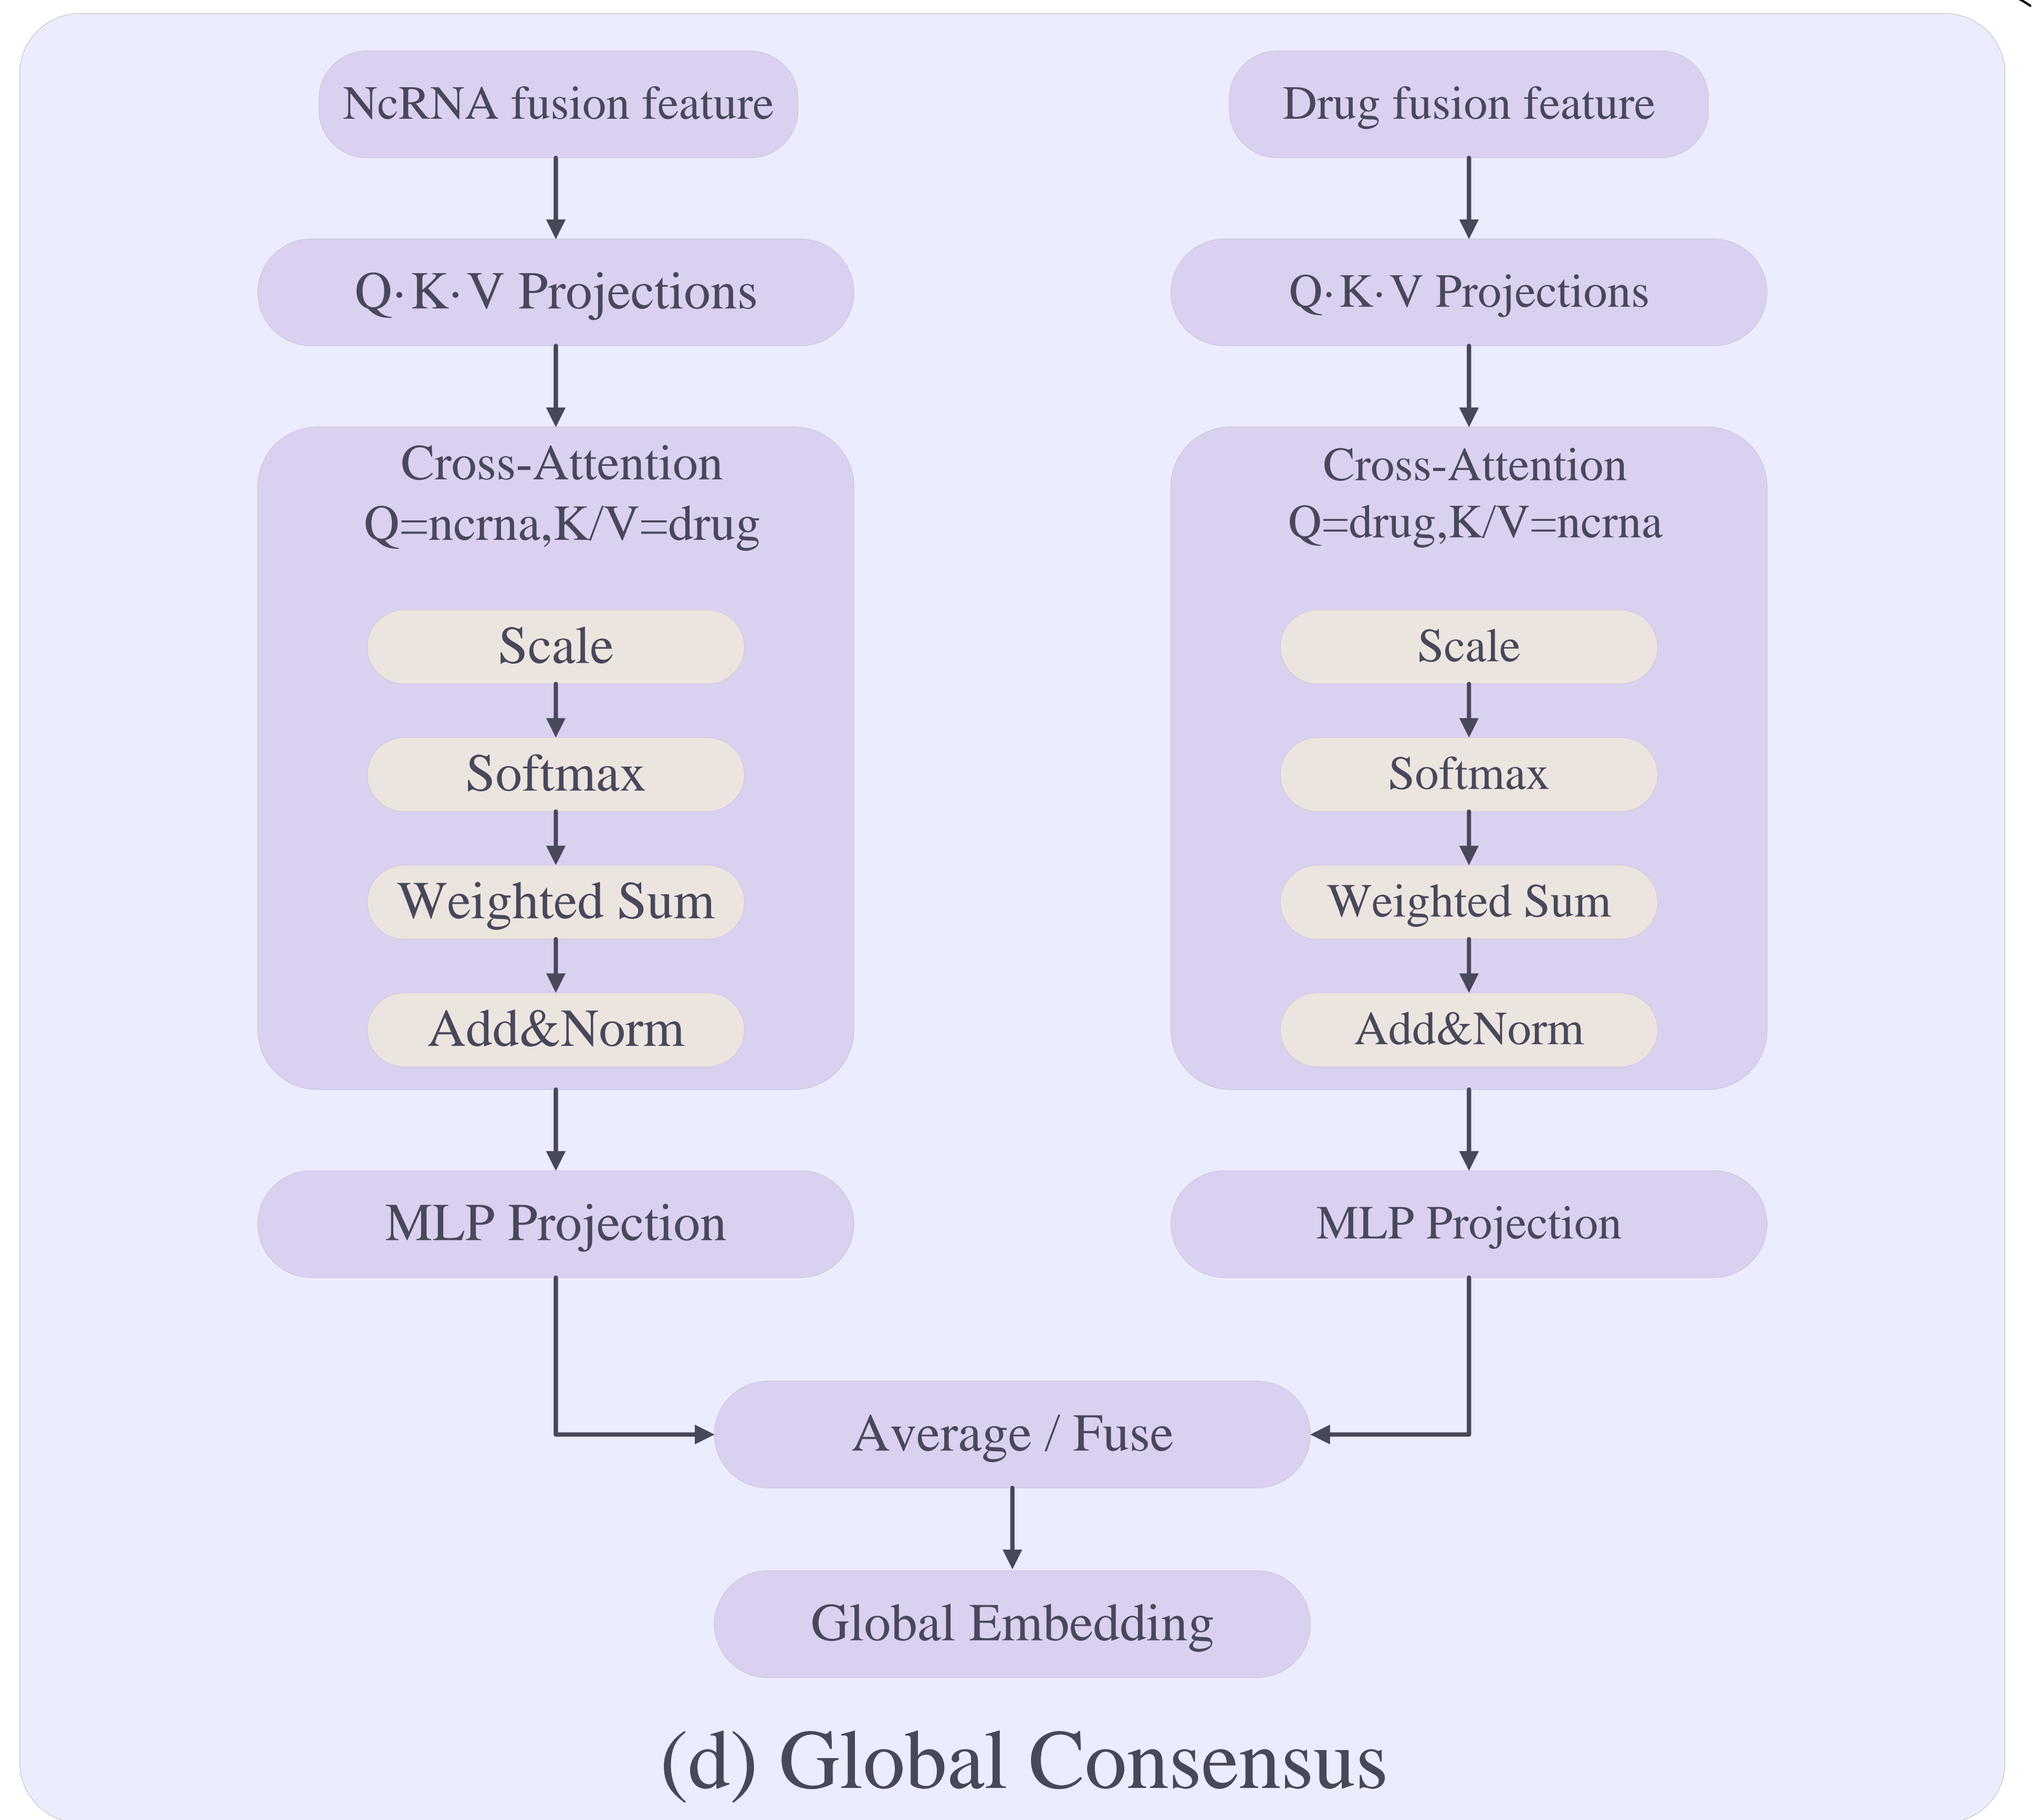 NcRNA fusion feature
Q·K·V Projections
Cross-Attention
Q=ncrna,K/V=drug
Scale
Softmax
Weighted Sum
Add&Norm
MLP Projection
Drug fusion feature
Q·K·V Projections
Cross-Attention
Q=drug,K/V=ncrna
Scale
Softmax
Weighted Sum
Add&Norm
MLP Projection
Average / Fuse
Global Embedding
(d) Global Consensus